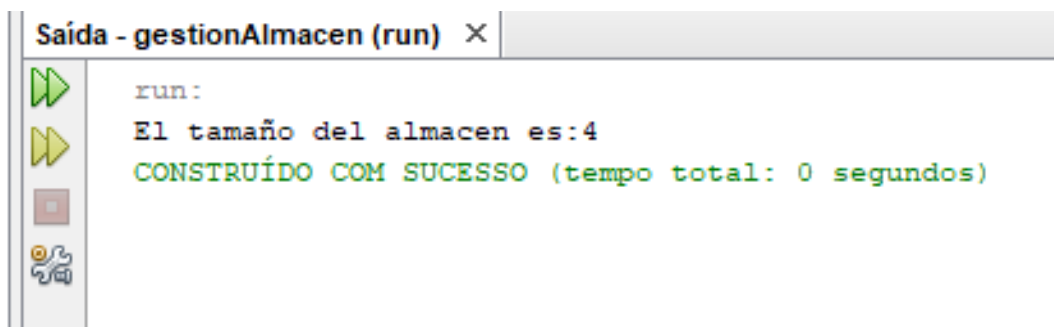 Saída - gestionAlmacen (run) ×
run:
El tamaño del almacen es:4
CONSTRUÍDO COM SUCESSO (tempo total: 0 segundos)